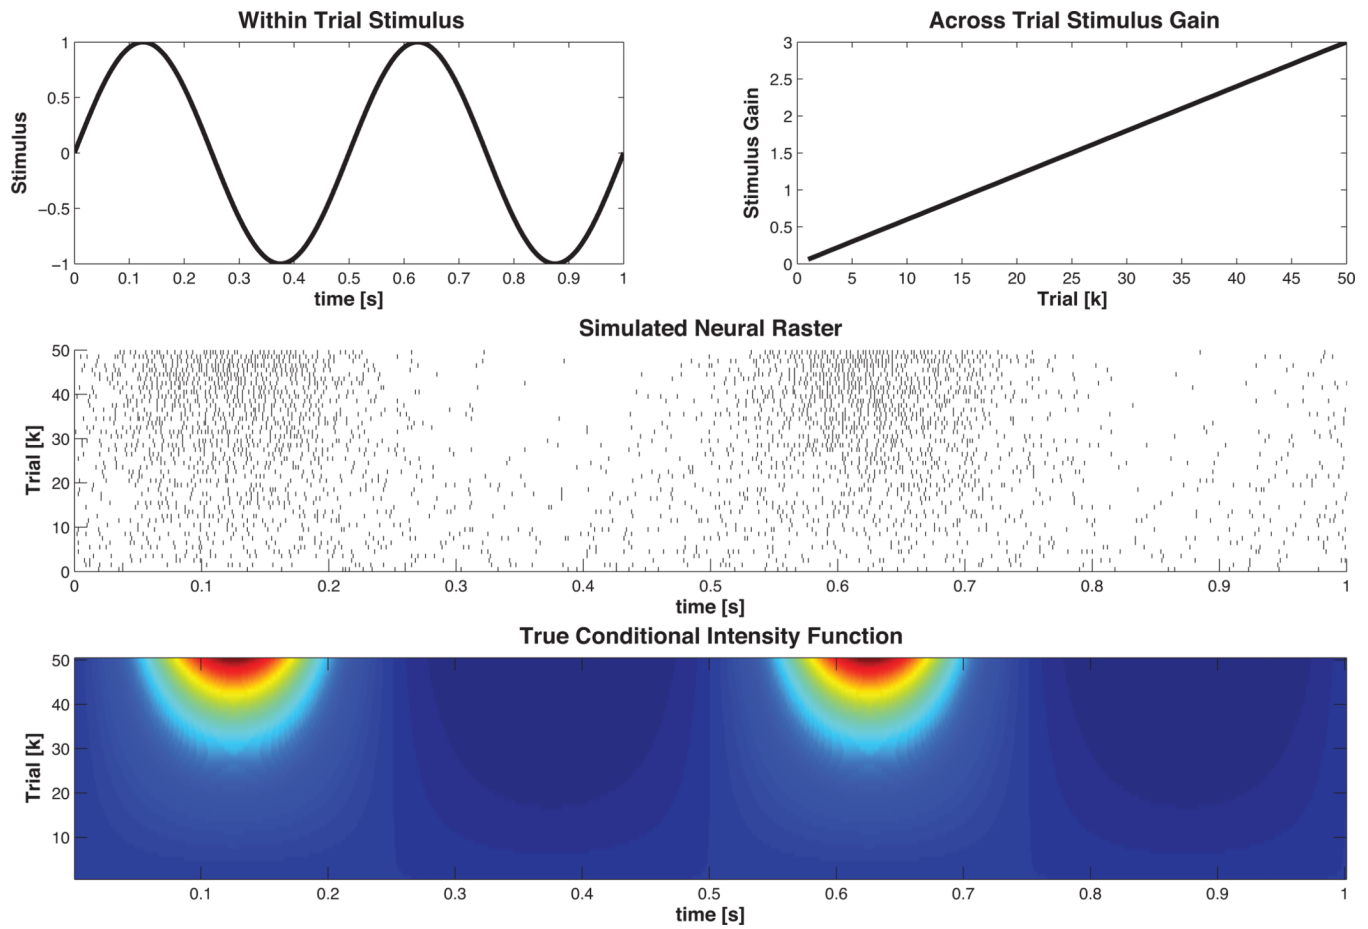 Within Trial Stimulus
Stimulus
1
0.5
0
−0.5
−1
0 0.1 0.2 0.3 0.4 0.5 0.6 0.7 0.8 0.9 1
time [s]
Across Trial Stimulus Gain
Stimulus Gain
3
2.5
2
1.5
1
0.5
0
0 5 10 15 20 25 30 35 40 45 50
Trial [k]
Simulated Neural Raster
Trial [k]
50
40
30
20
10
0
0 0.1 0.2 0.3 0.4 0.5 0.6 0.7 0.8 0.9 1
time [s]
True Conditional Intensity Function
Trial [k]
50
40
30
20
10
0.1 0.2 0.3 0.4 0.5 0.6 0.7 0.8 0.9 1
time [s]